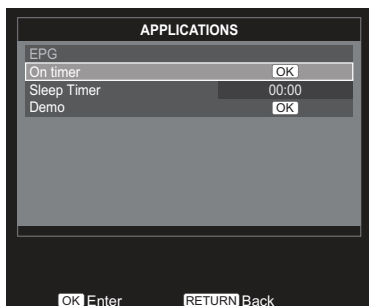 APPLICATIONS
EPG
On timer OK
Sleep Timer 00:00
Demo OK
OK Enter RETURN Back